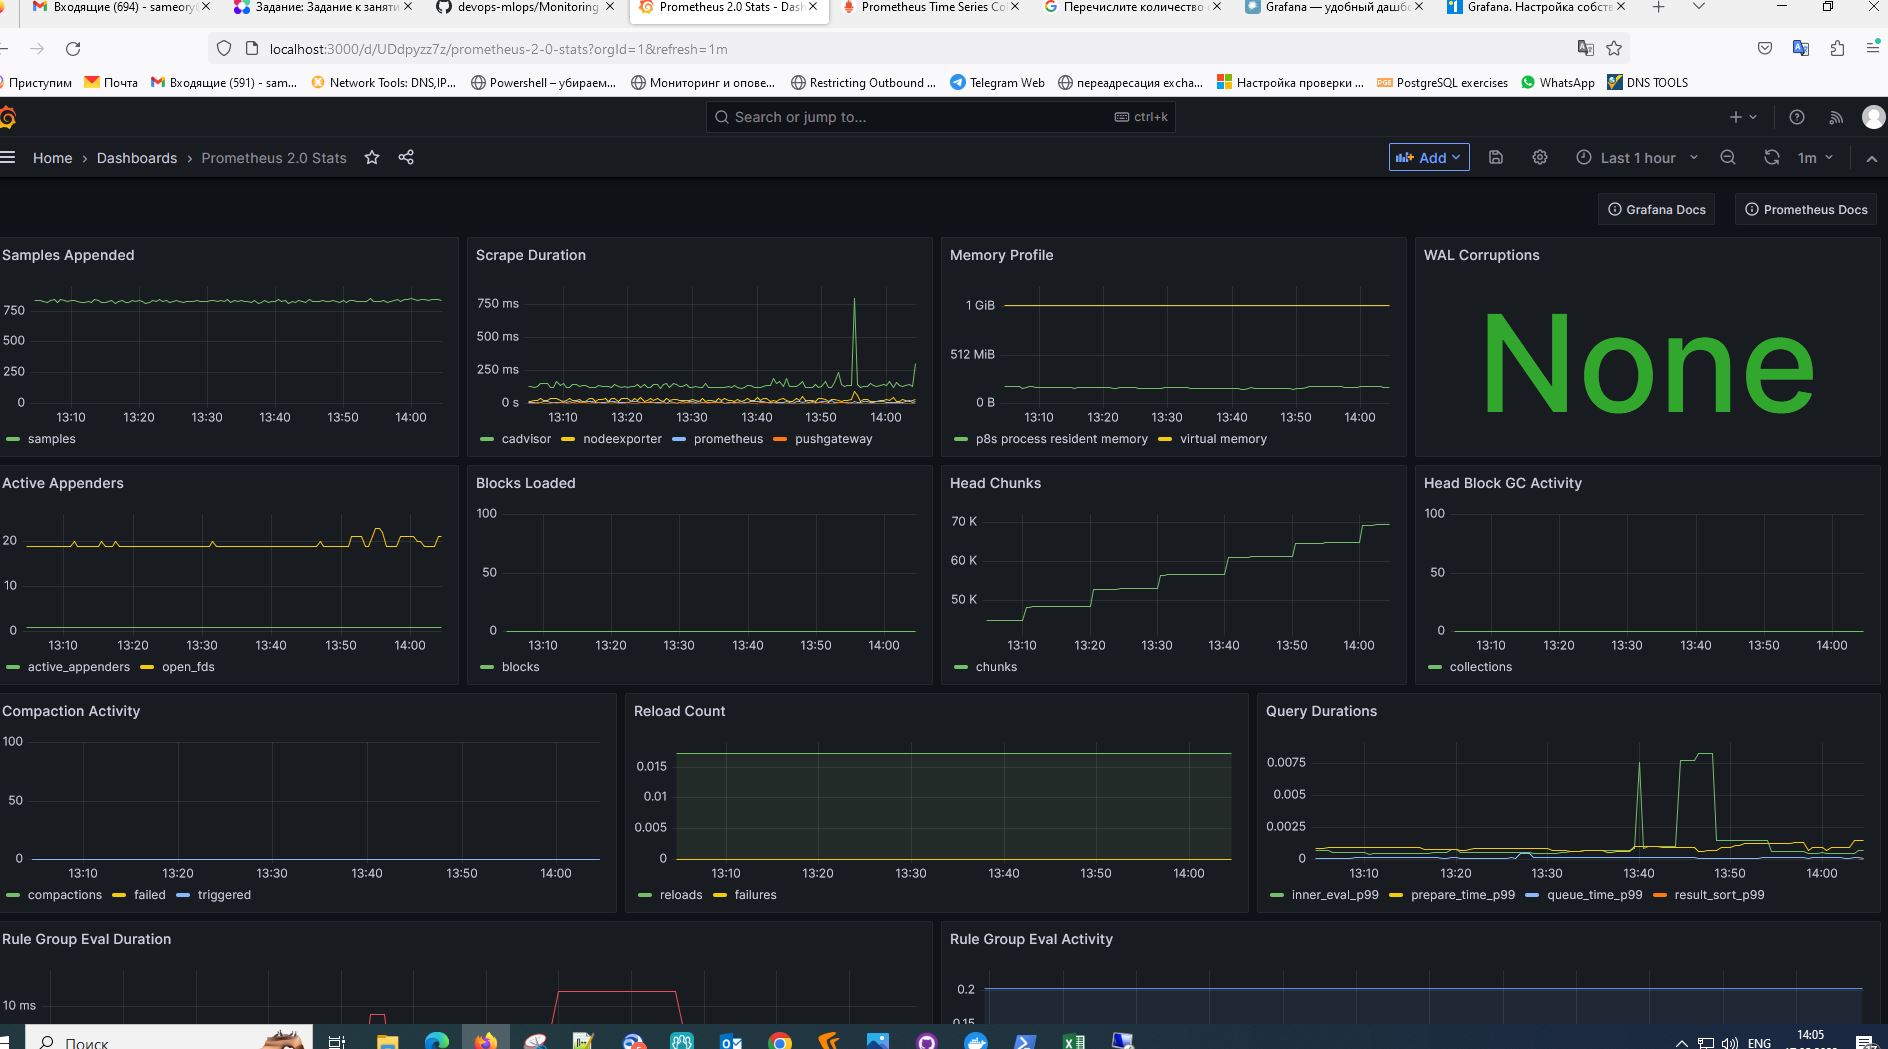 Входящие (694) - sameory
Задание: Задание к заняти
devops-mlops/Monitoring
Prometheus 2.0 Stats - Dash
Prometheus Time Series Col
Перечислите количество
Grafana — удобный дашбо
Grafana. Настройка собств
localhost:3000/d/UDdpyzz7z/prometheus-2-0-stats?orgId=1&refresh=1m
Приступим
Почта
Входящие (591) - sam...
Network Tools: DNS,IP...
Powershell – убираем...
Мониторинг и опове...
Restricting Outbound ...
Telegram Web
переадресация excha...
Настройка проверки ...
PostgreSQL exercises
WhatsApp
DNS TOOLS
Search or jump to...
ctrl+k
Home › Dashboards › Prometheus 2.0 Stats
Add
Last 1 hour
1m
Grafana Docs
Prometheus Docs
Samples Appended
750
500
250
0
13:10 13:20 13:30 13:40 13:50 14:00
samples
Scrape Duration
750 ms
500 ms
250 ms
0 s
13:10 13:20 13:30 13:40 13:50 14:00
cadvisor nodeexporter prometheus pushgateway
Memory Profile
1 GiB
512 MiB
0 B
13:10 13:20 13:30 13:40 13:50 14:00
p8s process resident memory virtual memory
WAL Corruptions
None
Active Appenders
20
10
0
13:10 13:20 13:30 13:40 13:50 14:00
active_appenders open_fds
Blocks Loaded
100
50
0
13:10 13:20 13:30 13:40 13:50 14:00
blocks
Head Chunks
70 K
60 K
50 K
13:10 13:20 13:30 13:40 13:50 14:00
chunks
Head Block GC Activity
100
50
0
13:10 13:20 13:30 13:40 13:50 14:00
collections
Compaction Activity
100
50
0
13:10 13:20 13:30 13:40 13:50 14:00
compactions failed triggered
Reload Count
0.015
0.01
0.005
0
13:10 13:20 13:30 13:40 13:50 14:00
reloads failures
Query Durations
0.0075
0.005
0.0025
0
13:10 13:20 13:30 13:40 13:50 14:00
inner_eval_p99 prepare_time_p99 queue_time_p99 result_sort_p99
Rule Group Eval Duration
10 ms
Rule Group Eval Activity
0.2
0.15
Поиск
ENG
14:05